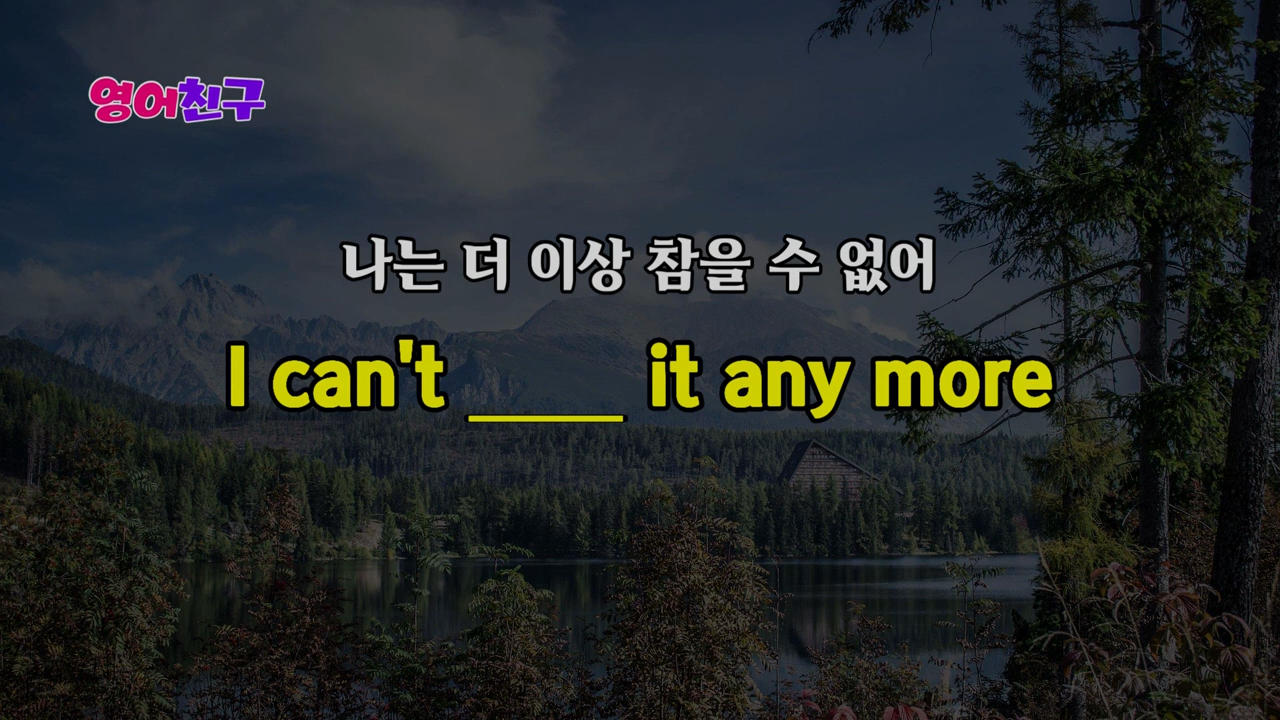 영어친구
나는 더 이상 참을 수 없어
I can't ____ it any more